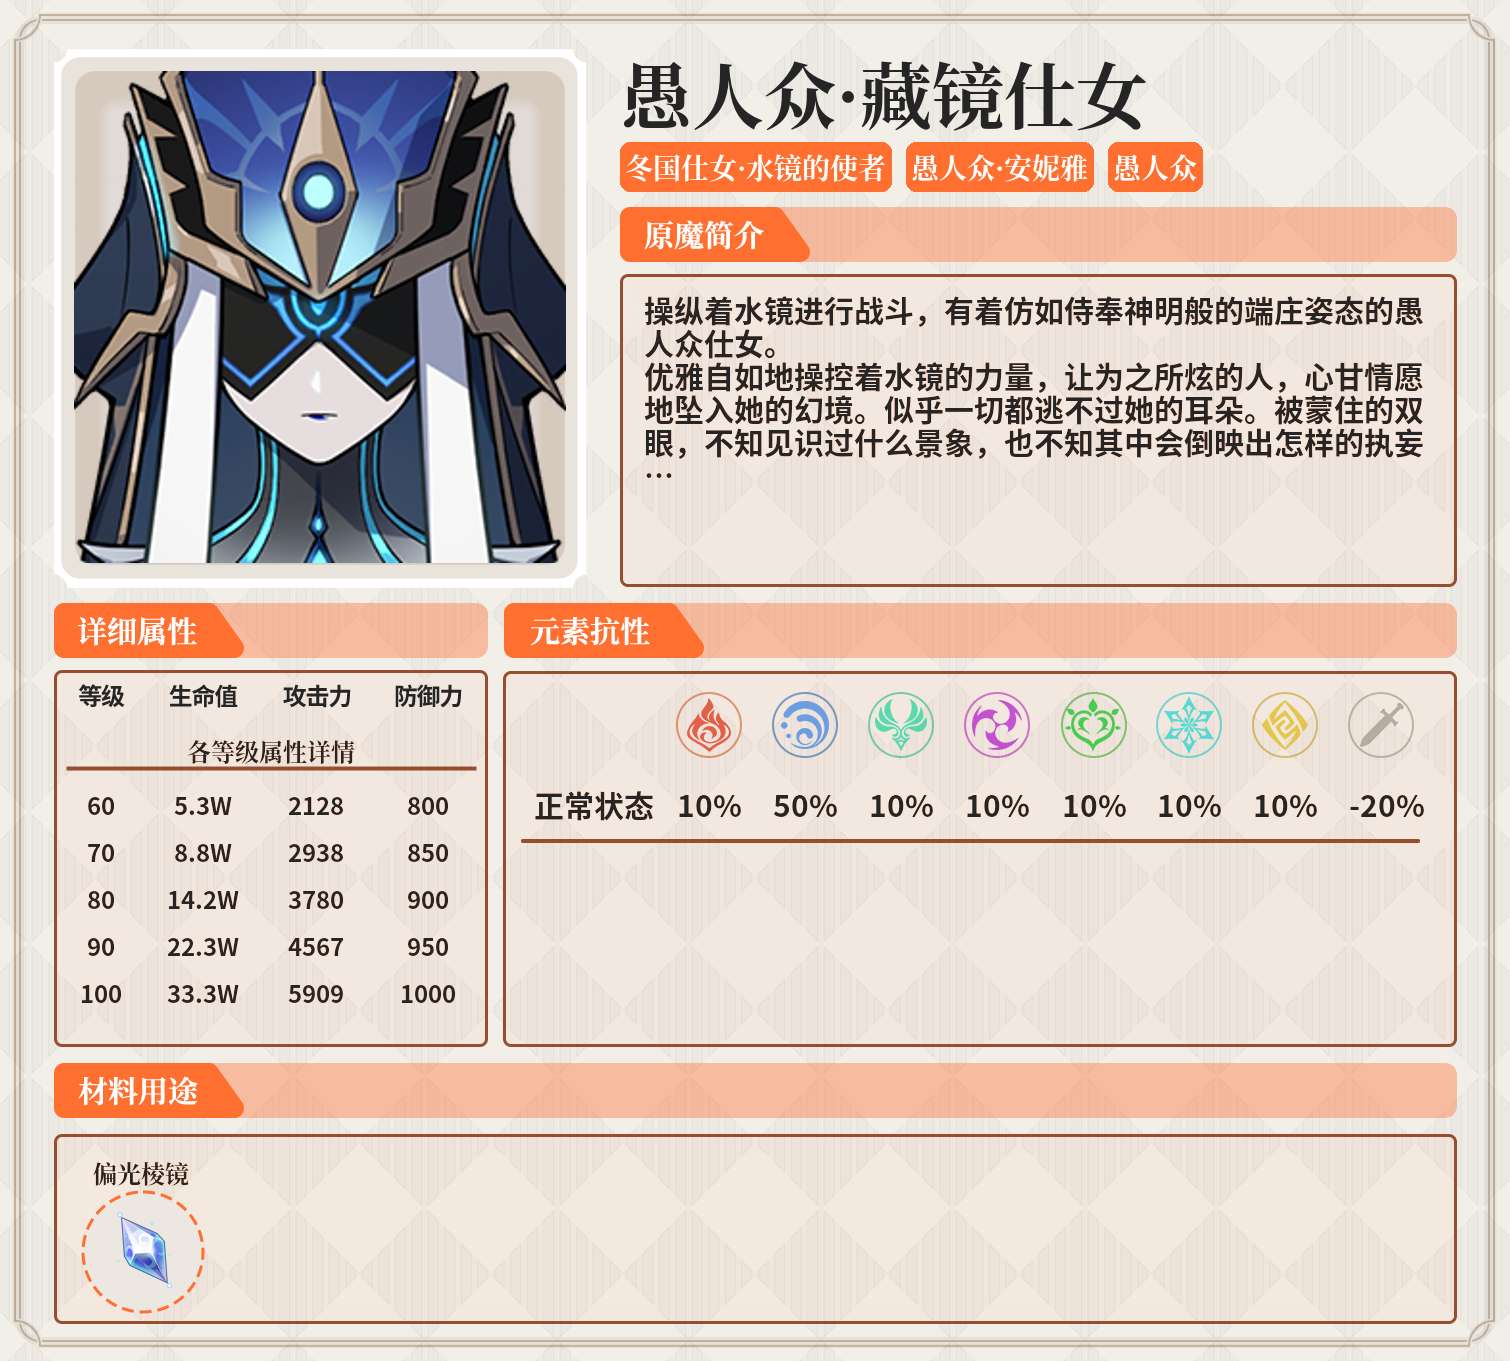 愚人众·藏镜仕女
冬国仕女·水镜的使者 愚人众·安妮雅 愚人众
原魔简介
操纵着水镜进行战斗，有着仿如侍奉神明般的端庄姿态的愚
人众仕女。
优雅自如地操控着水镜的力量，让为之所炫的人，心甘情愿
地坠入她的幻境。似乎一切都逃不过她的耳朵。被蒙住的双
眼，不知见识过什么景象，也不知其中会倒映出怎样的执妄
…
详细属性
等级 生命值 攻击力 防御力
各等级属性详情
60 5.3W 2128 800
70 8.8W 2938 850
80 14.2W 3780 900
90 22.3W 4567 950
100 33.3W 5909 1000
元素抗性
正常状态 10% 50% 10% 10% 10% 10% 10% -20%
材料用途
偏光棱镜